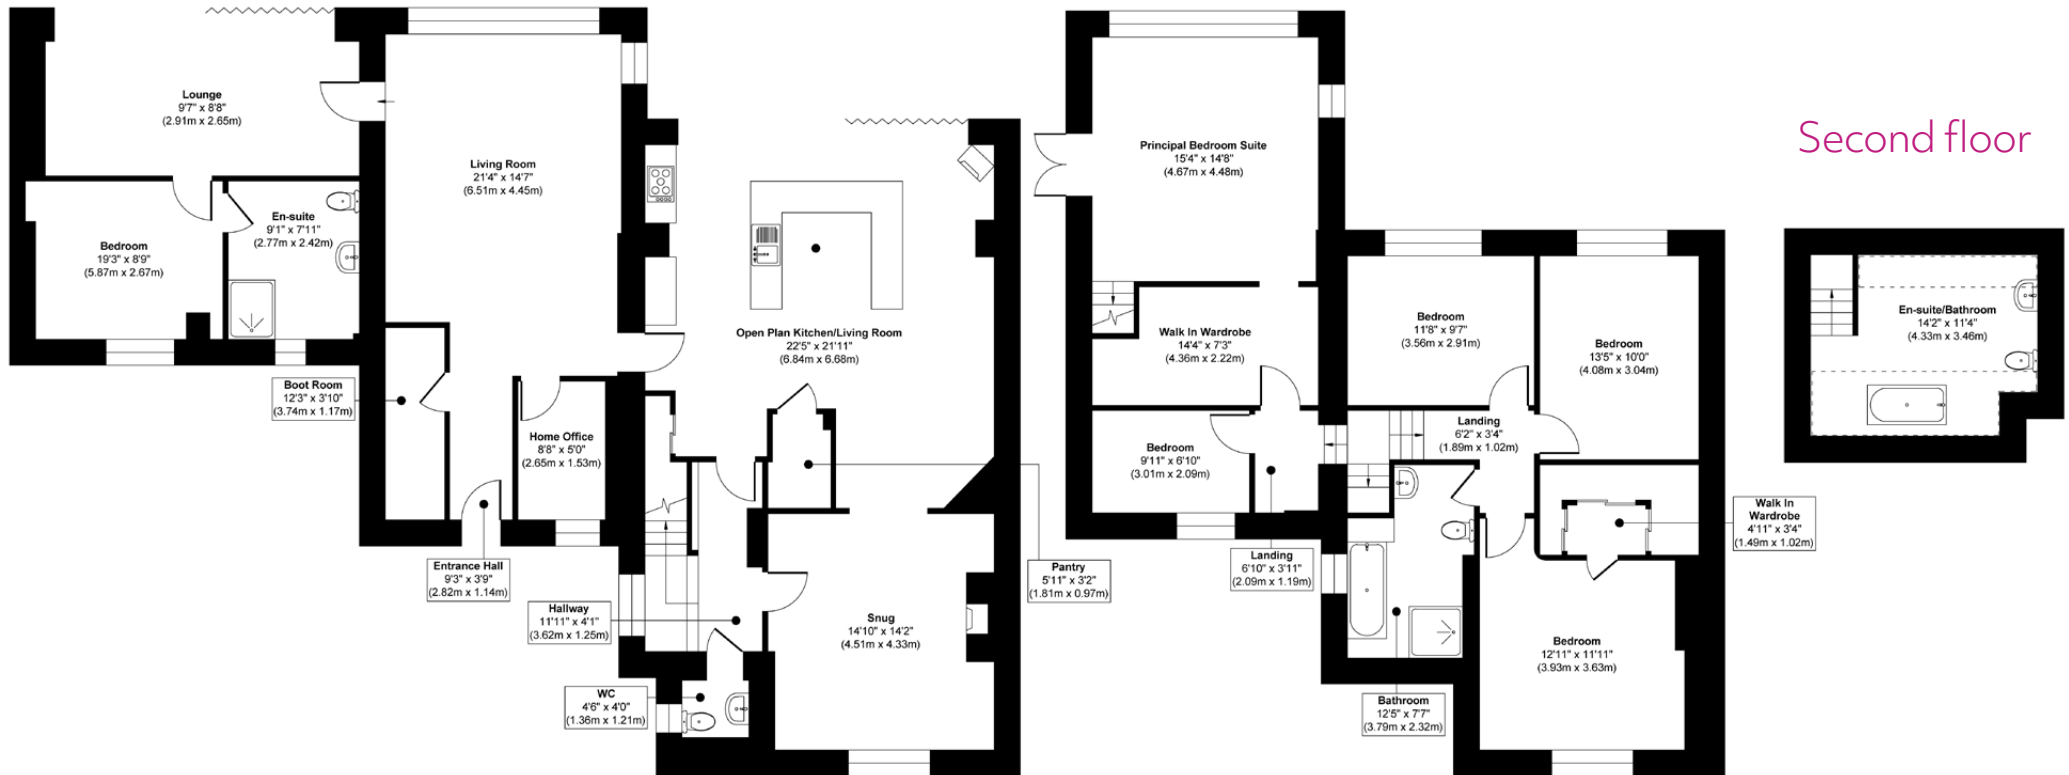 Lounge
9'7" x 8'8"
(2.91m x 2.65m)
Living Room
21'4" x 14'7"
(6.51m x 4.45m)
Bedroom
19'3" x 8'9"
(5.87m x 2.67m)
En-suite
9'1" x 7'11"
(2.77m x 2.42m)
Open Plan Kitchen/Living Room
22'5" x 21'11"
(6.84m x 6.68m)
Boot Room
12'3" x 3'10"
(3.74m x 1.17m)
Home Office
8'8" x 5'0"
(2.65m x 1.53m)
Entrance Hall
9'3" x 3'9"
(2.82m x 1.14m)
Hallway
11'11" x 4'1"
(3.62m x 1.25m)
Pantry
5'11" x 3'2"
(1.81m x 0.97m)
Snug
14'10" x 14'2"
(4.51m x 4.33m)
WC
4'6" x 4'0"
(1.36m x 1.21m)
Principal Bedroom Suite
15'4" x 14'8"
(4.67m x 4.48m)
Walk In Wardrobe
14'4" x 7'3"
(4.36m x 2.22m)
Bedroom
11'8" x 9'7"
(3.56m x 2.91m)
Bedroom
13'5" x 10'0"
(4.08m x 3.04m)
Bedroom
9'11" x 6'10"
(3.01m x 2.09m)
Landing
6'2" x 3'4"
(1.89m x 1.02m)
Landing
6'10" x 3'11"
(2.09m x 1.19m)
Walk In
Wardrobe
4'11" x 3'4"
(1.49m x 1.02m)
Bedroom
12'11" x 11'11"
(3.93m x 3.63m)
Bathroom
12'5" x 7'7"
(3.79m x 2.32m)
Second floor
En-suite/Bathroom
14'2" x 11'4"
(4.33m x 3.46m)